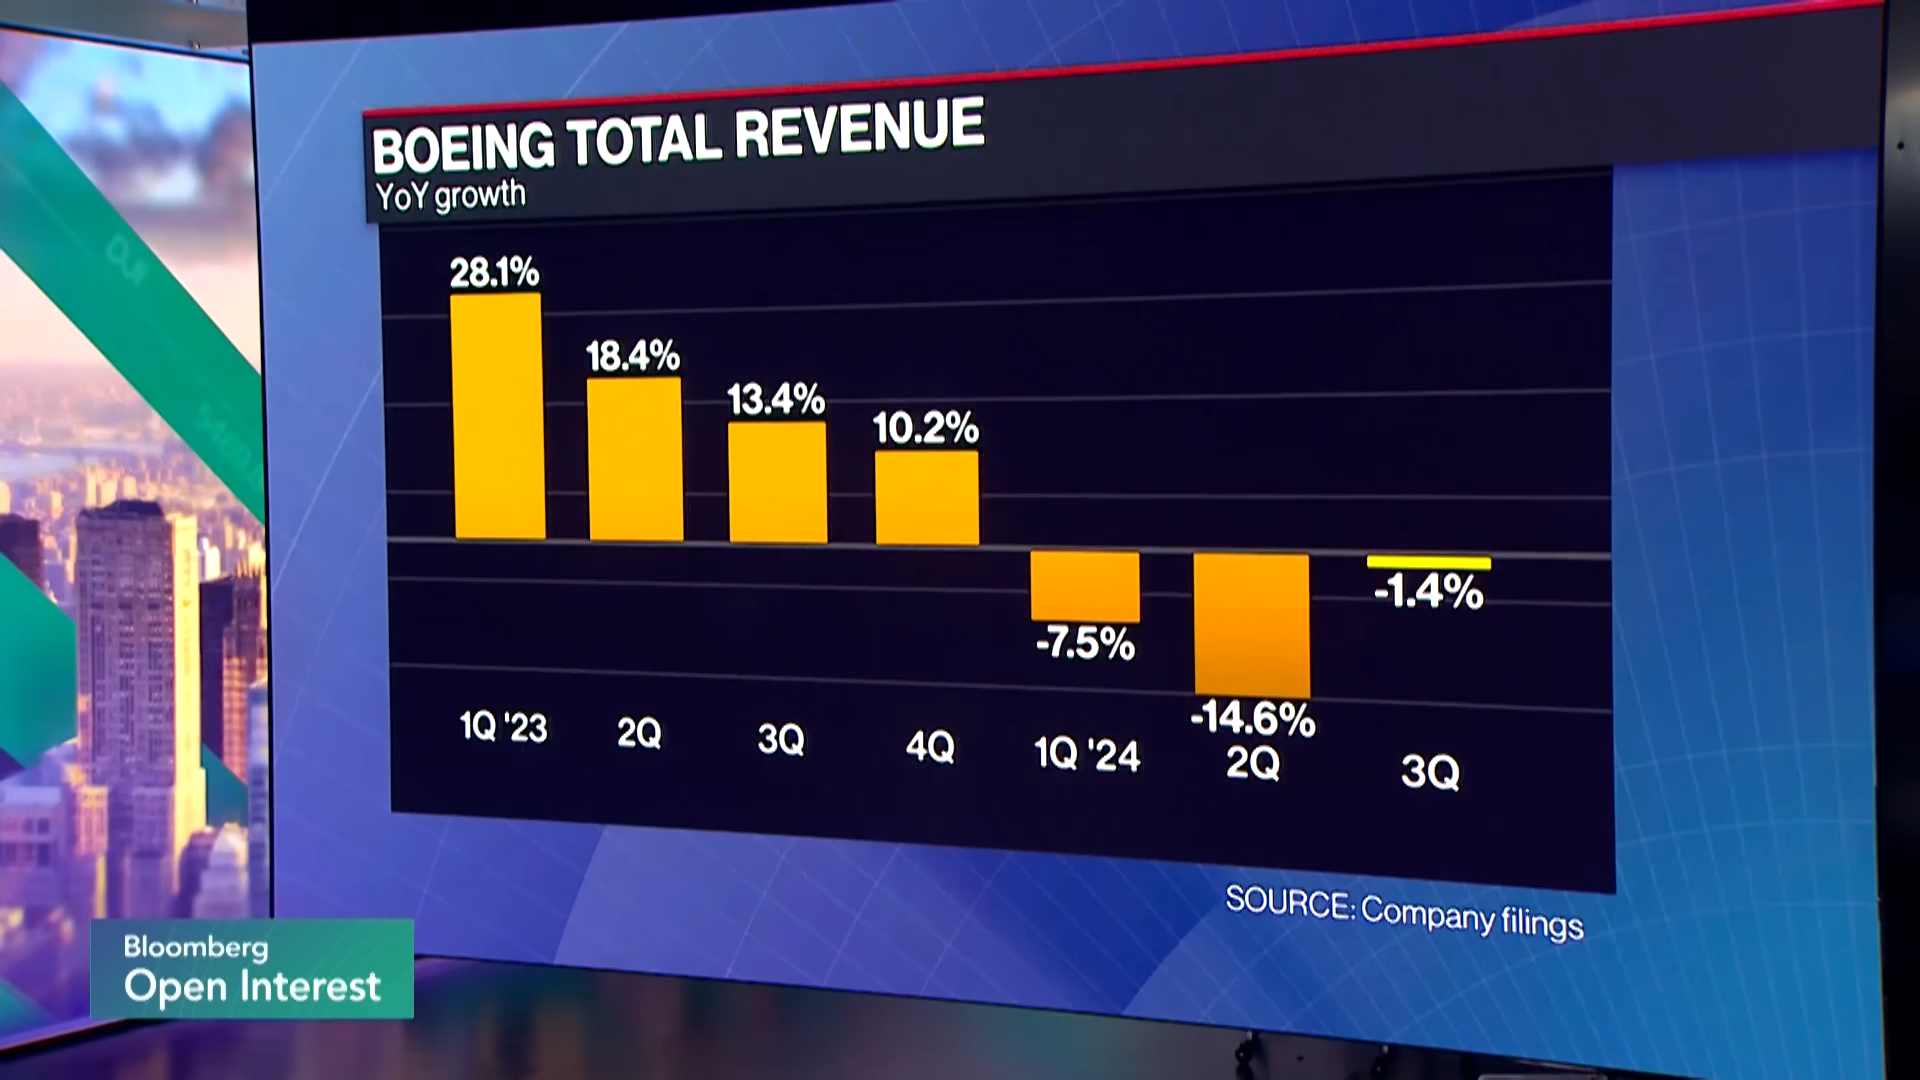 BOEING TOTAL REVENUE
YoY growth
28.1%
18.4%
13.4%
10.2%
-7.5%
-14.6%
-1.4%
1Q '23
2Q
3Q
4Q
1Q '24
2Q
3Q
SOURCE: Company filings
DJI
Bloomberg
Open Interest